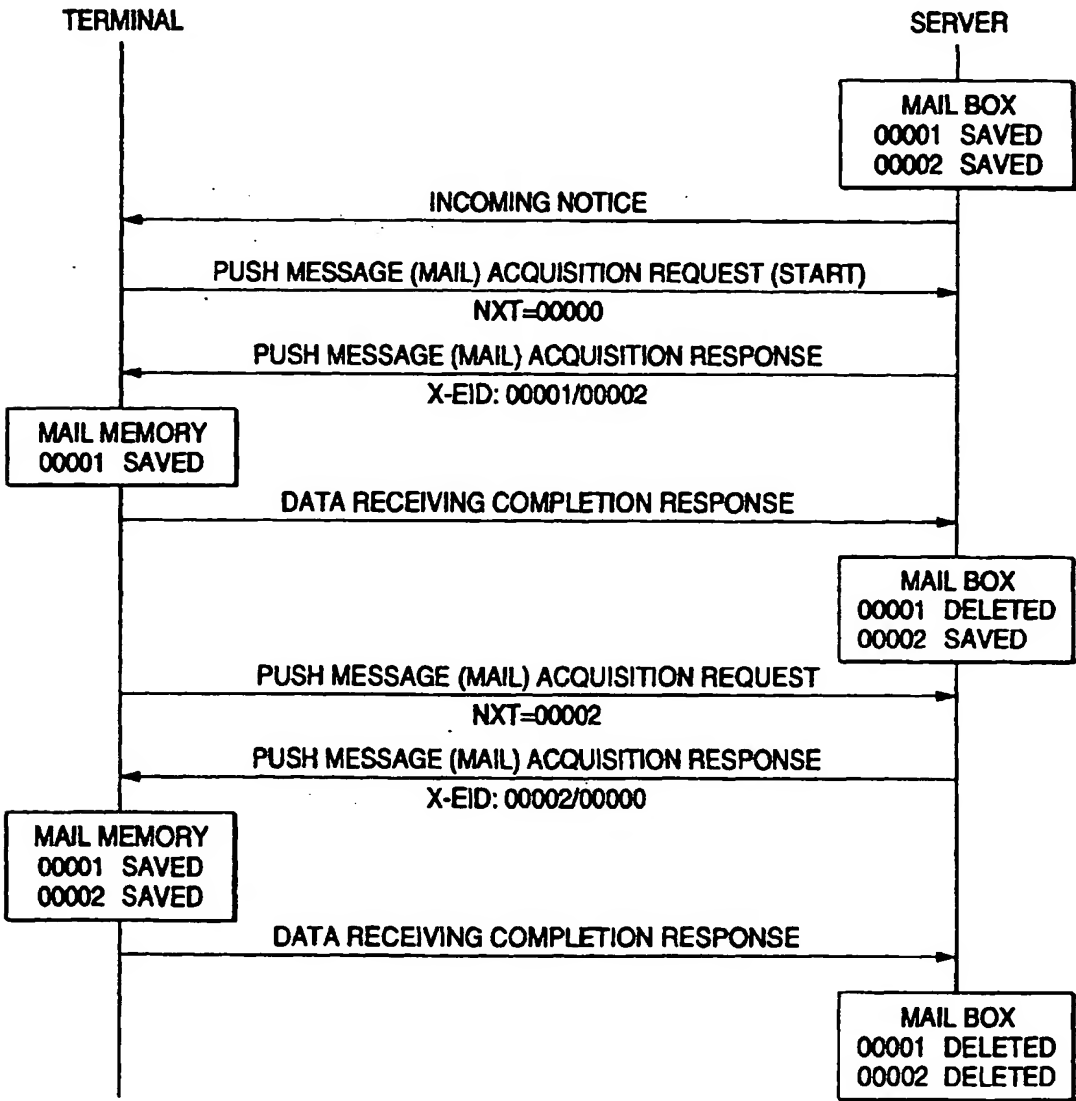 TERMINAL
SERVER
MAIL BOX
00001 SAVED
00002 SAVED
INCOMING NOTICE
PUSH MESSAGE (MAIL) ACQUISITION REQUEST (START)
NXT=00000
PUSH MESSAGE (MAIL) ACQUISITION RESPONSE
X-EID: 00001/00002
MAIL MEMORY
00001 SAVED
DATA RECEIVING COMPLETION RESPONSE
MAIL BOX
00001 DELETED
00002 SAVED
PUSH MESSAGE (MAIL) ACQUISITION REQUEST
NXT=00002
PUSH MESSAGE (MAIL) ACQUISITION RESPONSE
X-EID: 00002/00000
MAIL MEMORY
00001 SAVED
00002 SAVED
DATA RECEIVING COMPLETION RESPONSE
MAIL BOX
00001 DELETED
00002 DELETED